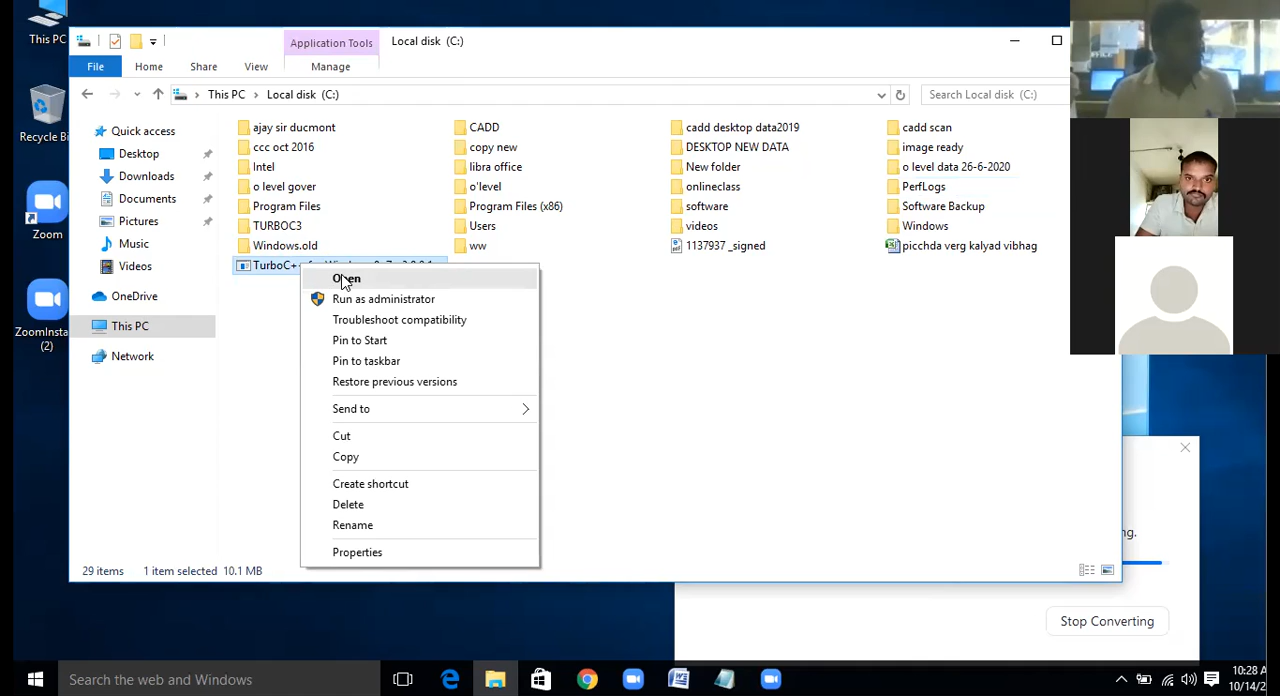 This PC
Application Tools
Local disk (C:)
File
Home
Share
View
Manage
This PC > Local disk (C:)
Search Local disk (C:)
Recycle Bi
Zoom
ZoomInsta
(2)
Quick access
Desktop
Downloads
Documents
Pictures
Music
Videos
OneDrive
This PC
Network
ajay sir ducmont
CADD
cadd desktop data2019
cadd scan
ccc oct 2016
copy new
DESKTOP NEW DATA
image ready
Intel
libra office
New folder
o level data 26-6-2020
o level gover
o'level
onlineclass
PerfLogs
Program Files
Program Files (x86)
software
Software Backup
TURBOC3
Users
videos
Windows
Windows.old
ww
1137937 _signed
picchda verg kalyad vibhag
TurboC+
Open
Run as administrator
Troubleshoot compatibility
Pin to Start
Pin to taskbar
Restore previous versions
Send to
Cut
Copy
Create shortcut
Delete
Rename
Properties
29 items
1 item selected 10.1 MB
ng.
Stop Converting
Search the web and Windows
10:28 A
10/14/2